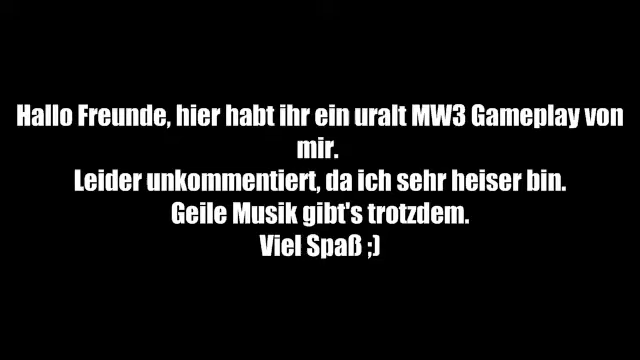 Hallo Freunde, hier habt ihr ein uralt MW3 Gameplay von
mir.
Leider unkommentiert, da ich sehr heiser bin.
Geile Musik gibt's trotzdem.
Viel Spaß ;)